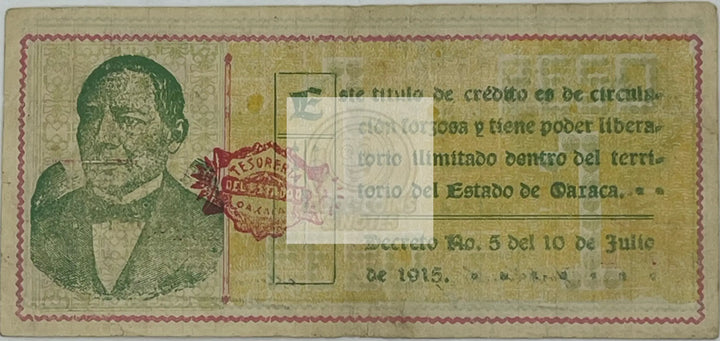 Este titulo de crédito es de circula-
ción forzosa y tiene poder libera-
torio ilimitado dentro del terri-
torio del Estado de Oaxaca.
Decreto No. 5 del 10 de Julio
de 1915.
TESORERIA
DEL ESTADO
OAXACA